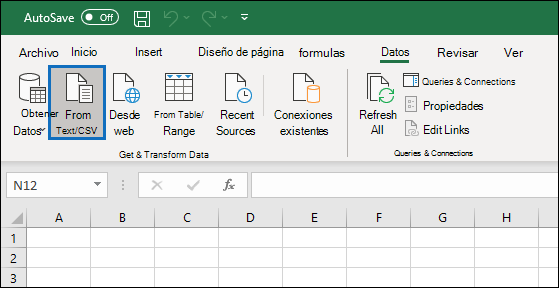 AutoSave Off
Archivo Inicio Insert Diseño de página formulas Datos Revisar Ver
Obtener Datos
From Text/CSV
Desde web
From Table/ Range
Recent Sources
Conexiones existentes
Refresh All
Queries & Connections
Propiedades
Edit Links
Get & Transform Data
Queries & Connections
N12 fx
A B C D E F G H
1
2
3